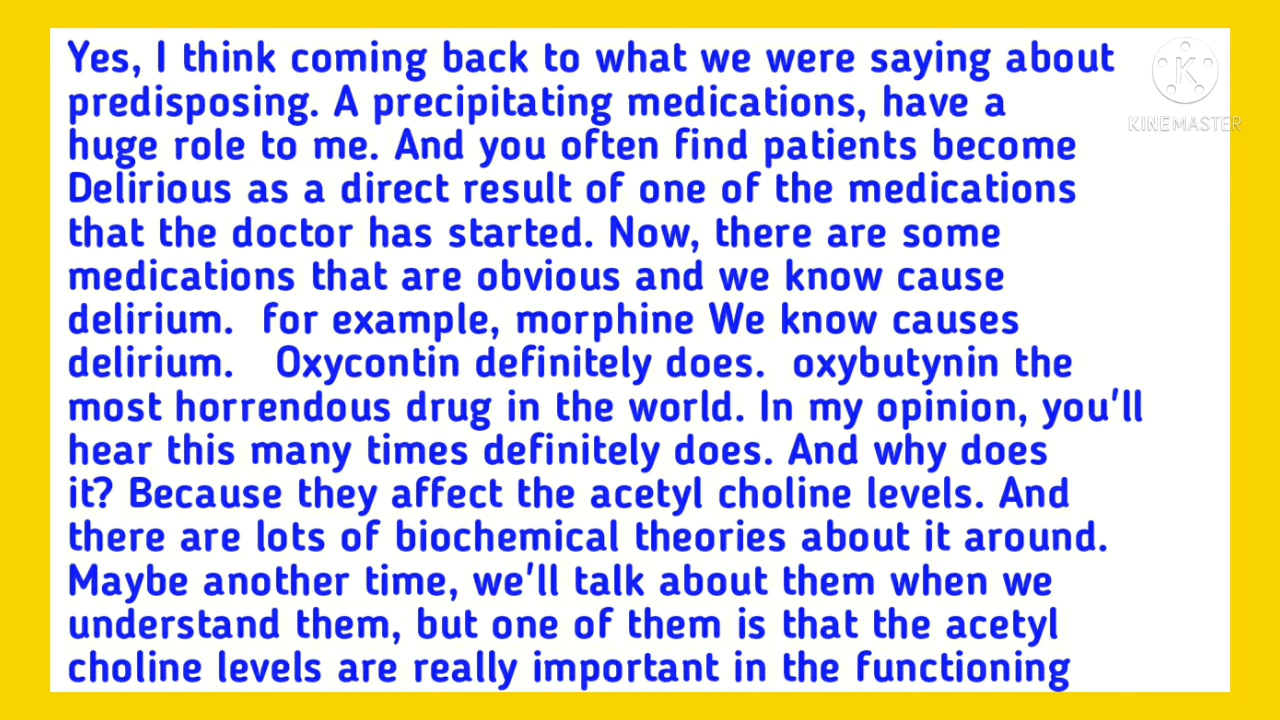 Yes, I think coming back to what we were saying about
predisposing. A precipitating medications, have a
huge role to me. And you often find patients become
Delirious as a direct result of one of the medications
that the doctor has started. Now, there are some
medications that are obvious and we know cause
delirium.  for example, morphine We know causes
delirium.   Oxycontin definitely does.  oxybutynin the
most horrendous drug in the world. In my opinion, you'll
hear this many times definitely does. And why does
it? Because they affect the acetyl choline levels. And
there are lots of biochemical theories about it around.
Maybe another time, we'll talk about them when we
understand them, but one of them is that the acetyl
choline levels are really important in the functioning
K
KINEMASTER